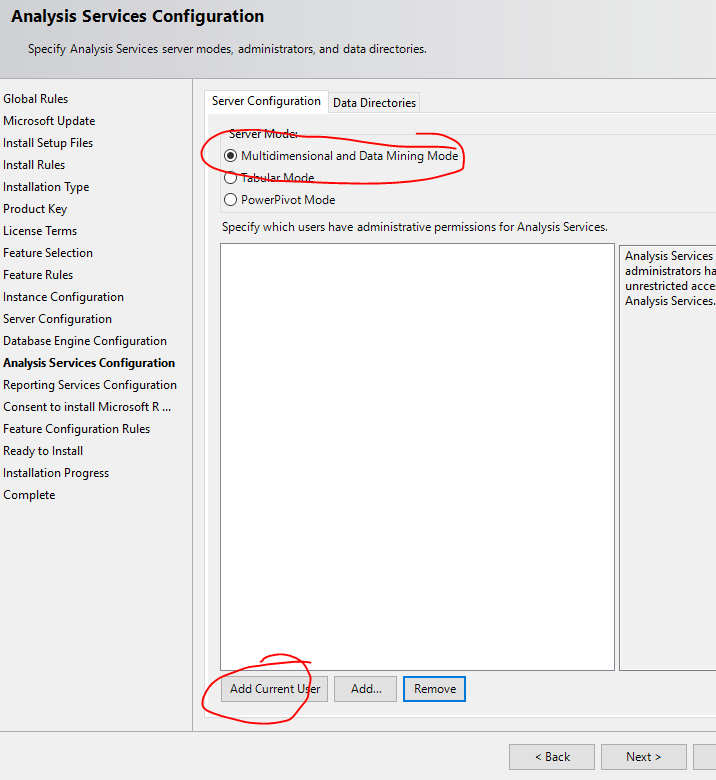 Analysis Services Configuration
Specify Analysis Services server modes, administrators, and data directories.
Global Rules
Microsoft Update
Install Setup Files
Install Rules
Installation Type
Product Key
License Terms
Feature Selection
Feature Rules
Instance Configuration
Server Configuration
Database Engine Configuration
Analysis Services Configuration
Reporting Services Configuration
Consent to install Microsoft R ...
Feature Configuration Rules
Ready to Install
Installation Progress
Complete
Server Configuration Data Directories
Server Mode:
Multidimensional and Data Mining Mode
Tabular Mode
PowerPivot Mode
Specify which users have administrative permissions for Analysis Services.
Analysis Services
administrators ha
unrestricted acce
Analysis Services.
Add Current User Add... Remove
< Back Next >